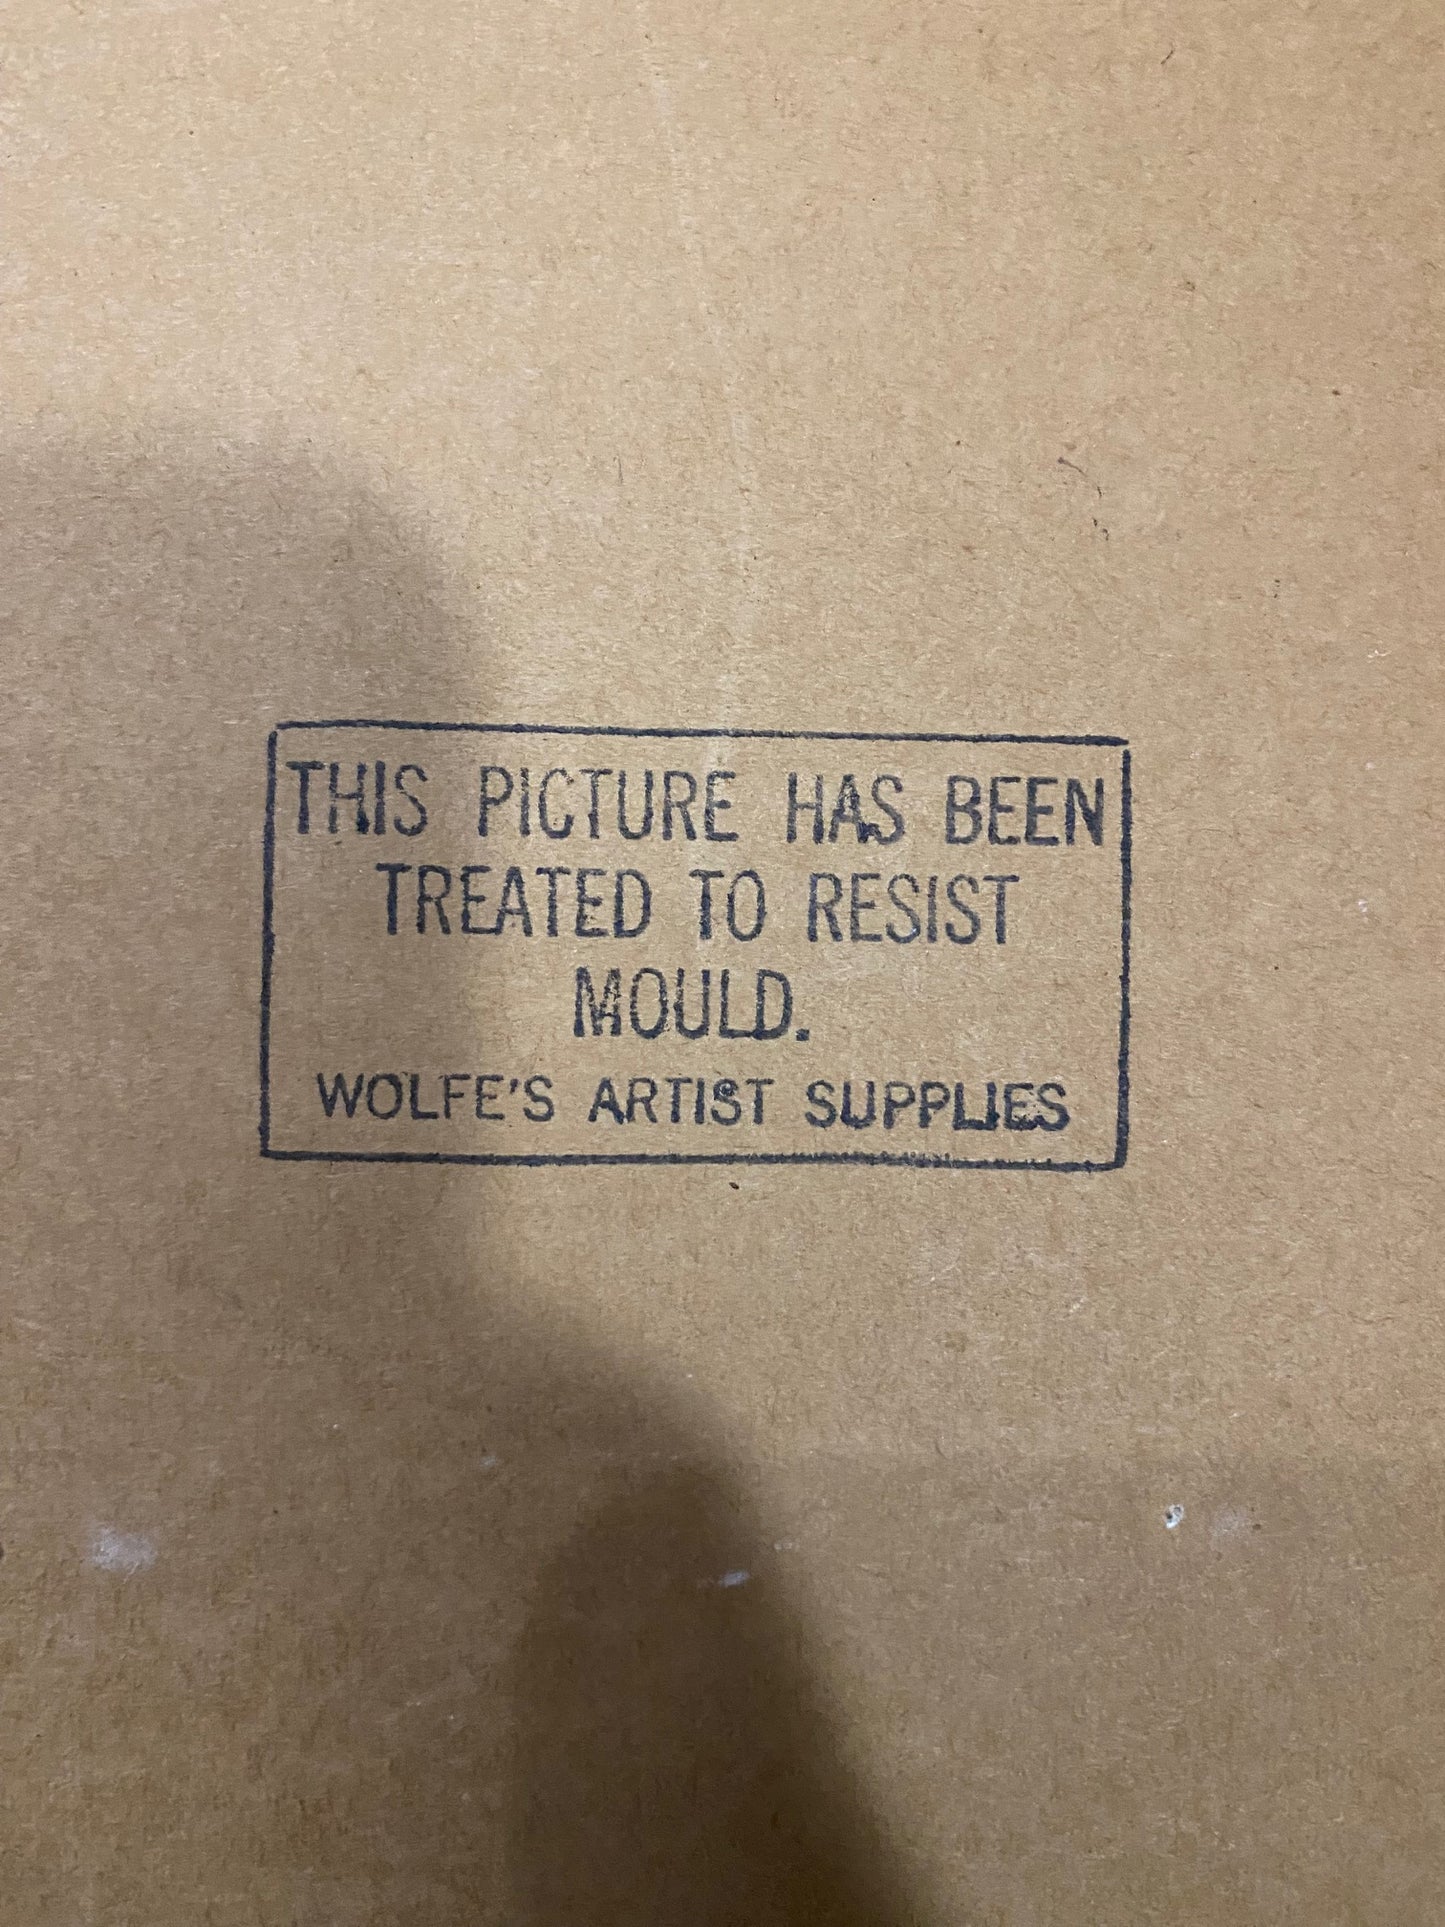 THIS PICTURE HAS BEEN
TREATED TO RESIST
MOULD.
WOLFE'S ARTIST SUPPLIES